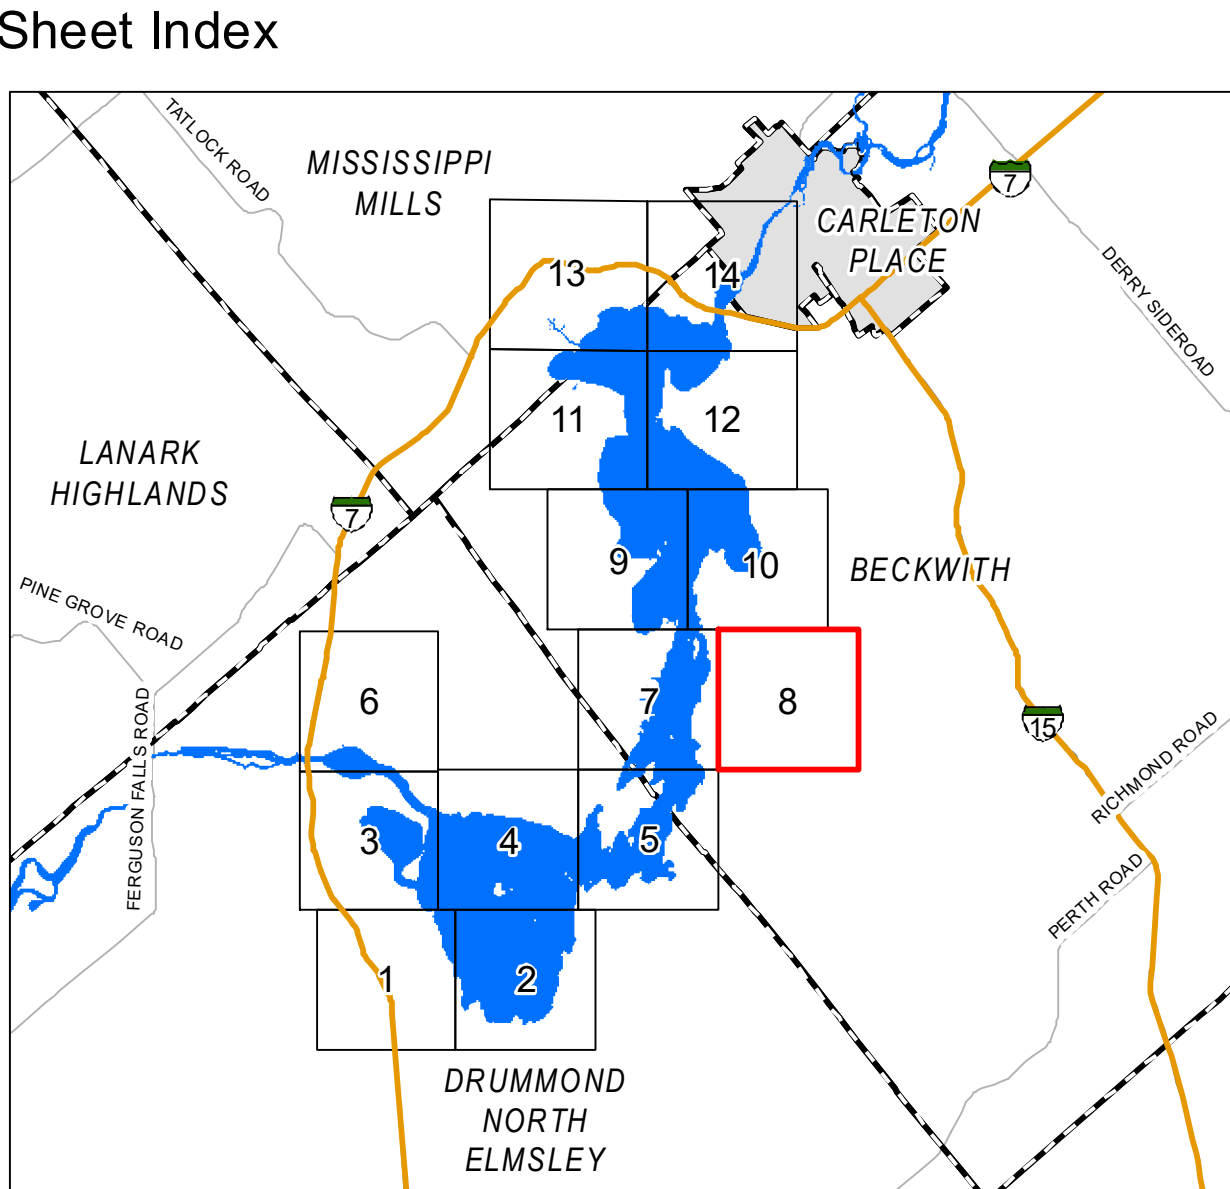 Sheet Index
TATLOCK ROAD
MISSISSIPPI
MILLS
CARLETON
PLACE
7
DERRY SIDEROAD
13
14
11
12
LANARK
HIGHLANDS
7
9
10
BECKWITH
PINE GROVE ROAD
6
7
8
15
FERGUSON FALLS ROAD
RICHMOND ROAD
3
4
5
PERTH ROAD
1
2
DRUMMOND
NORTH
ELMSLEY